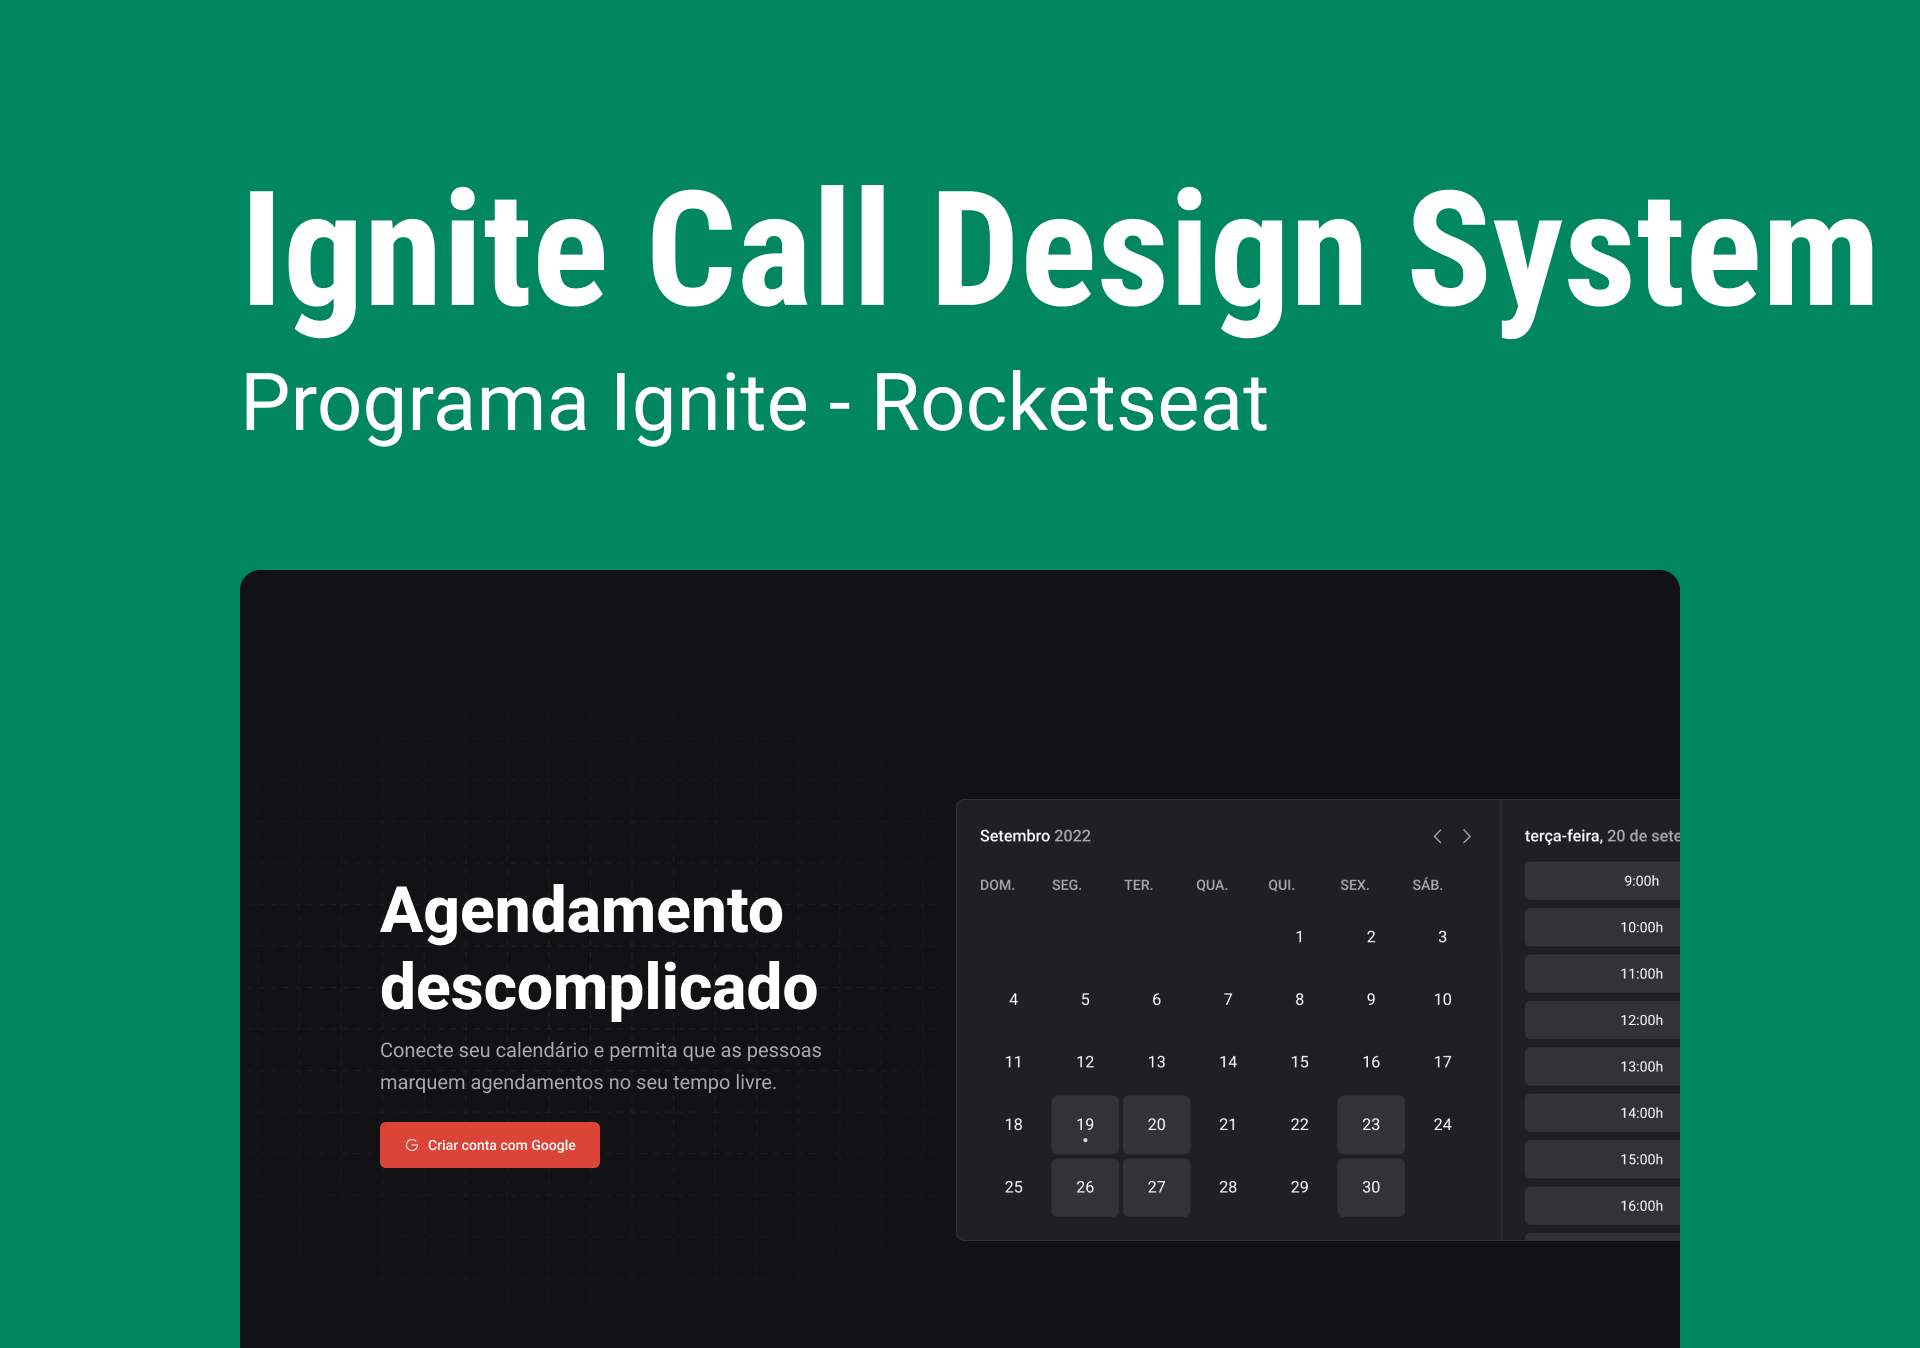 Ignite Call Design System
Programa Ignite - Rocketseat
Agendamento
descomplicado
Conecte seu calendário e permita que as pessoas
marquem agendamentos no seu tempo livre.
Criar conta com Google
Setembro 2022
DOM. SEG. TER. QUA. QUI. SEX. SÁB.
1 2 3
4 5 6 7 8 9 10
11 12 13 14 15 16 17
18 19 20 21 22 23 24
25 26 27 28 29 30
terça-feira, 20 de sete
9:00h
10:00h
11:00h
12:00h
13:00h
14:00h
15:00h
16:00h